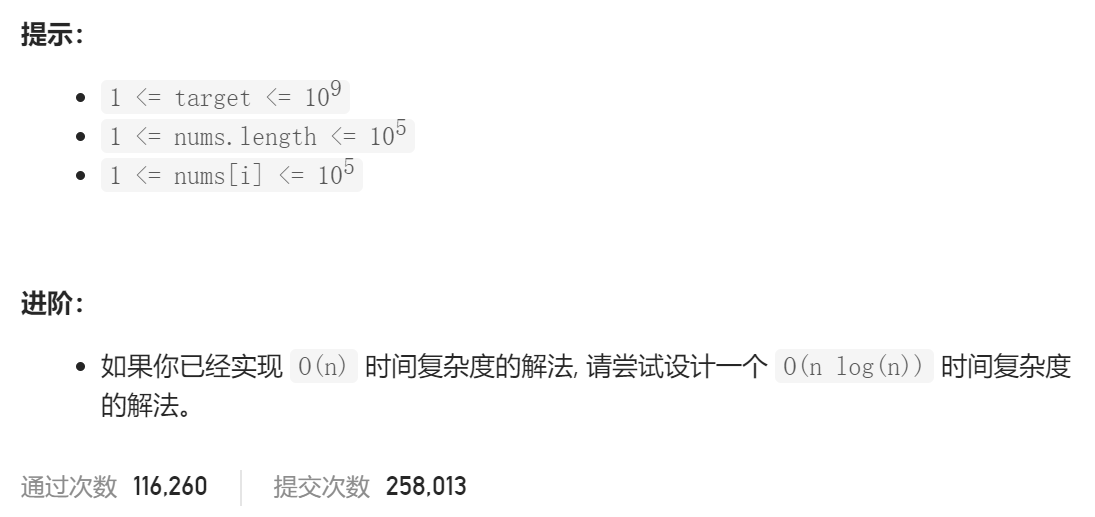 提示：
1 <= target <= 10^9
1 <= nums.length <= 10^5
1 <= nums[i] <= 10^5
进阶：
如果你已经实现 O(n) 时间复杂度的解法, 请尝试设计一个 O(n log(n)) 时间复杂度
的解法。
通过次数 116,260 提交次数 258,013